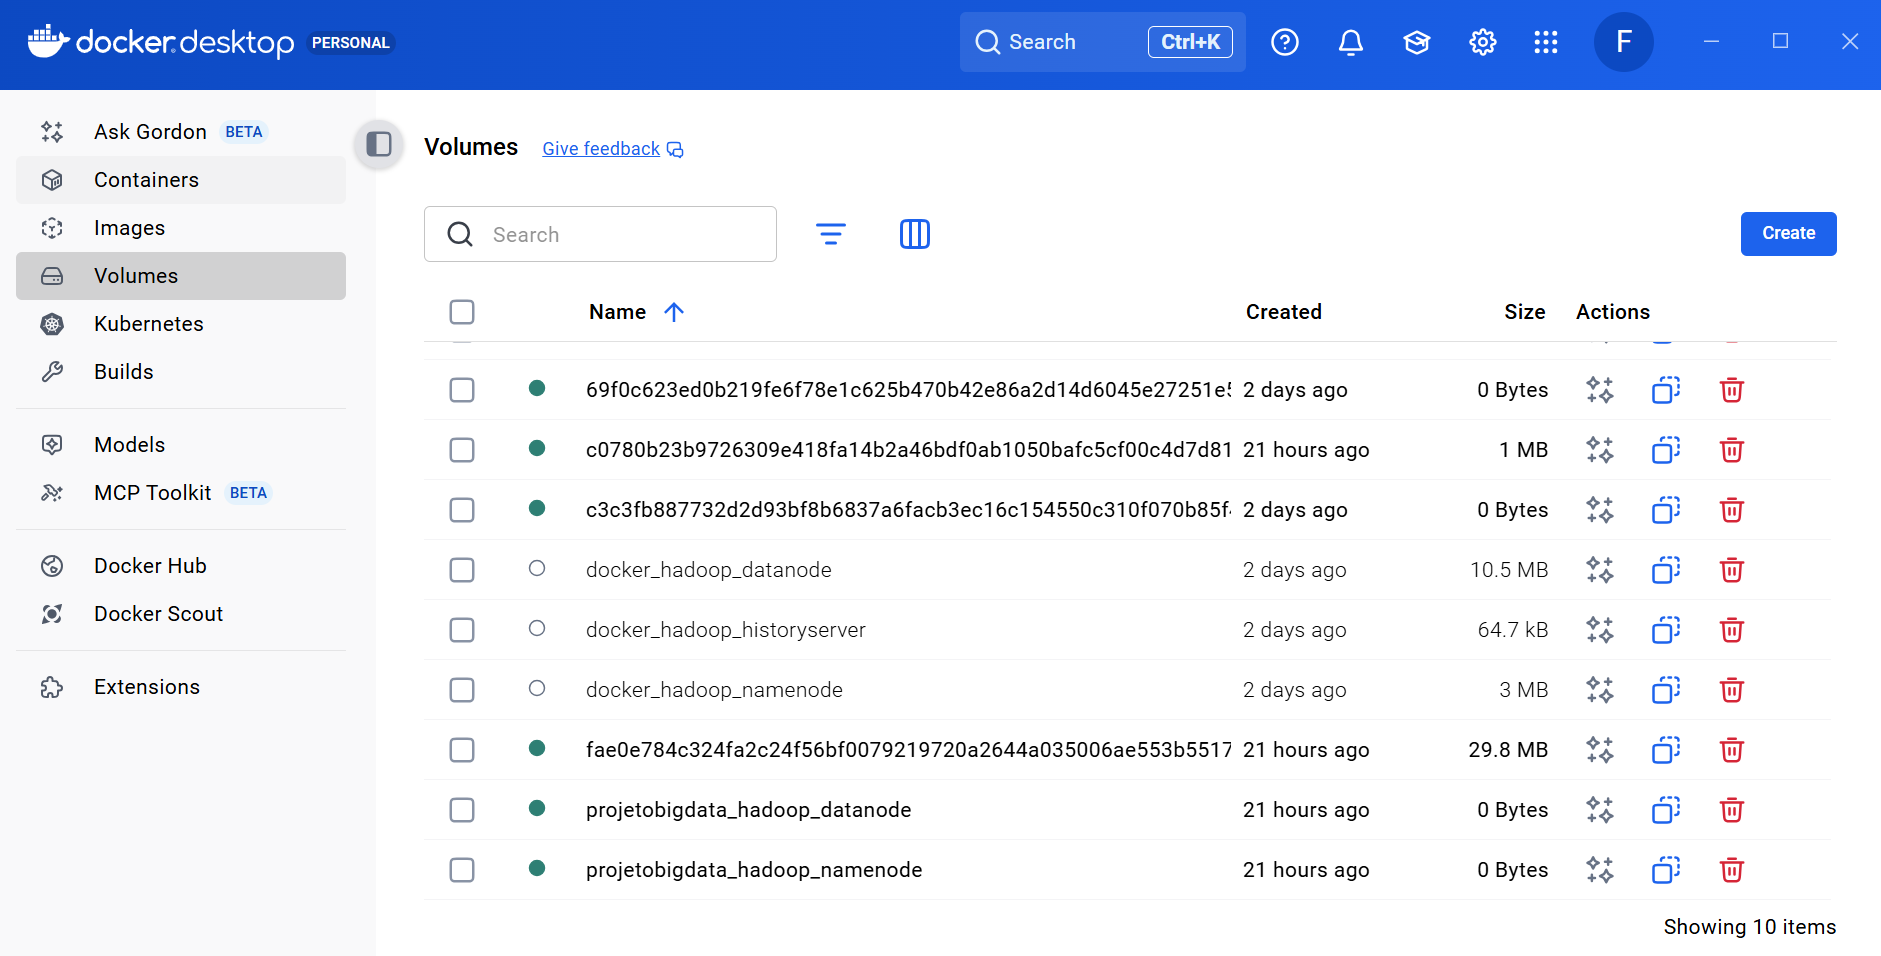 docker.desktop PERSONAL Search Ctrl+K F
Ask Gordon BETA
Containers
Images
Volumes
Kubernetes
Builds
Models
MCP Toolkit BETA
Docker Hub
Docker Scout
Extensions
Volumes Give feedback
Search
Create
Name Created Size Actions
69f0c623ed0b219fe6f78e1c625b470b42e86a2d14d6045e27251e5 2 days ago 0 Bytes
c0780b23b9726309e418fa14b2a46bdf0ab1050bafc5cf00c4d7d81 21 hours ago 1 MB
c3c3fb887732d2d93bf8b6837a6facb3ec16c154550c310f070b85f 2 days ago 0 Bytes
docker_hadoop_datanode 2 days ago 10.5 MB
docker_hadoop_historyserver 2 days ago 64.7 kB
docker_hadoop_namenode 2 days ago 3 MB
fae0e784c324fa2c24f56bf0079219720a2644a035006ae553b5517 21 hours ago 29.8 MB
projetobigdata_hadoop_datanode 21 hours ago 0 Bytes
projetobigdata_hadoop_namenode 21 hours ago 0 Bytes
Showing 10 items